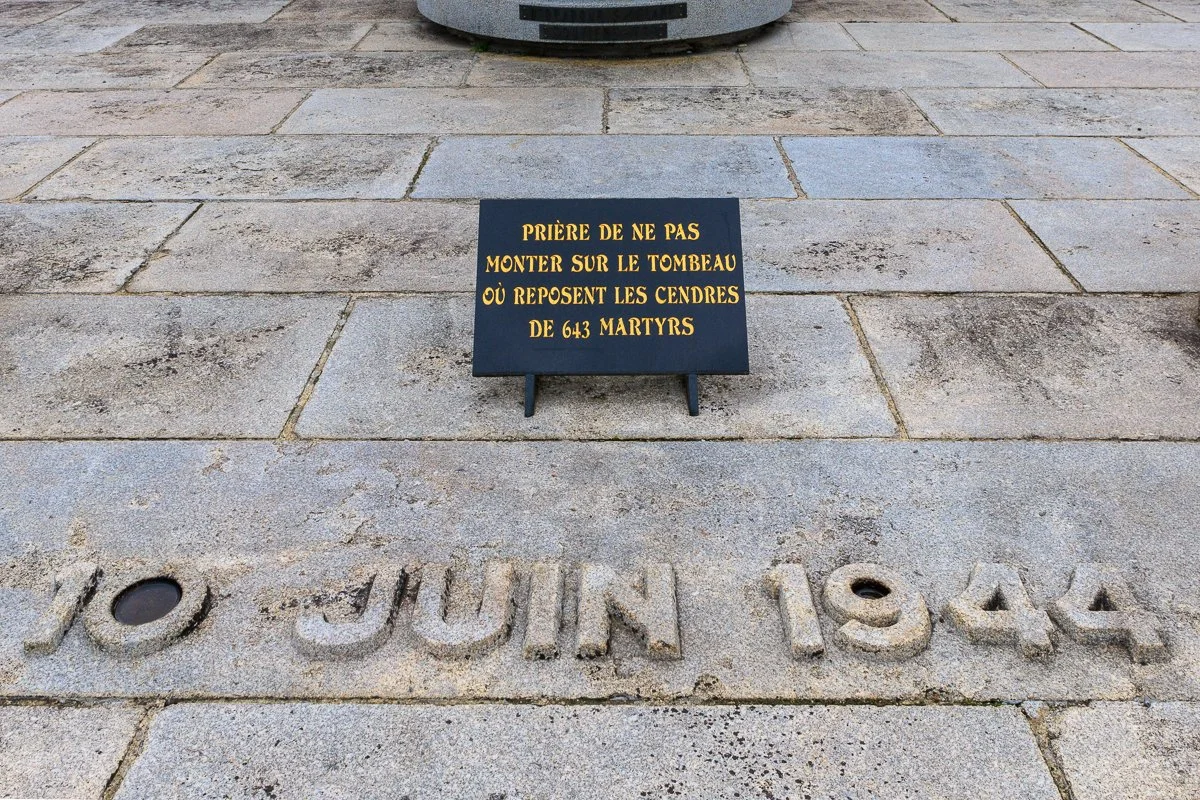 PRIÈRE DE NE PAS
MONTER SUR LE TOMBEAU
OÙ REPOSENT LES CENDRES
DE 643 MARTYRS
10 JUIN 1944